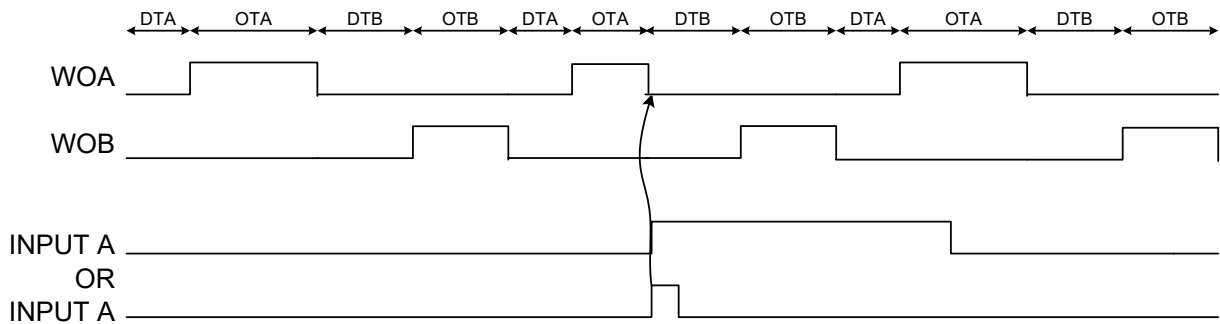 DTA OTA DTB OTB DTA OTA DTB OTB DTA OTA DTB OTB
WOA
WOB
INPUT A
OR
INPUT A